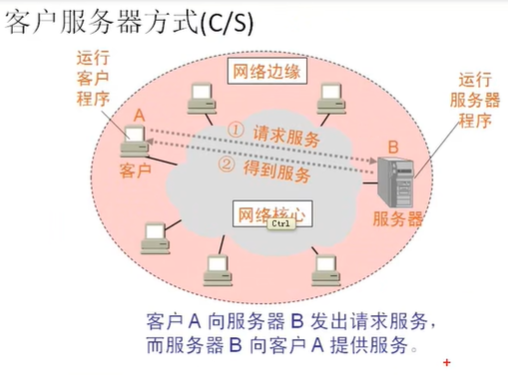 客户服务器方式(C/S)
运行
客户
程序
网络边缘
运行
服务器
程序
A
① 请求服务
B
② 得到服务
客户
网络核心
Ctrl
服务器
客户 A 向服务器 B 发出请求服务，
而服务器 B 向客户 A 提供服务。